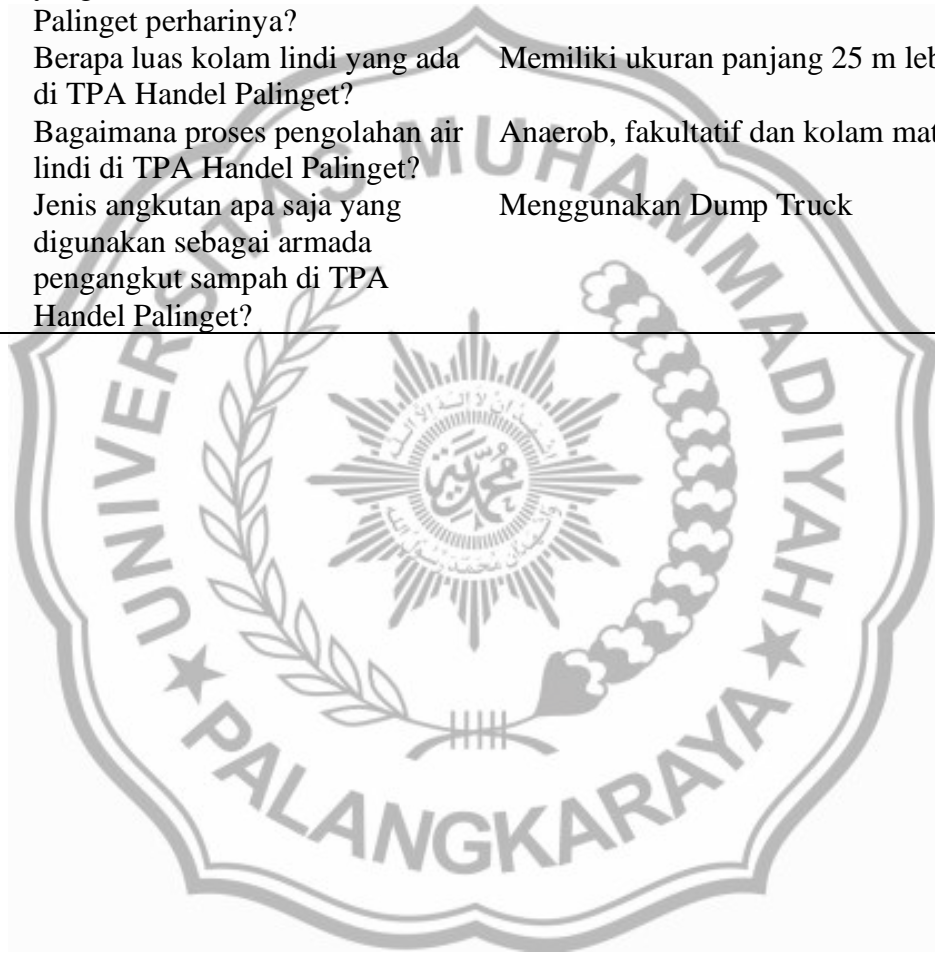 Palinget perharinya?
Berapa luas kolam lindi yang ada Memiliki ukuran panjang 25 m
di TPA Handel Palinget?
Bagaimana proses pengolahan air Anaerob, fakultatif dan kolam
lindi di TPA Handel Palinget?
Jenis angkutan apa saja yang Menggunakan Dump Truck
digunakan sebagai armada
pengangkut sampah di TPA
Handel Palinget?
UNIVERSITAS MUHAMMADIYAH
PALANGKARAYA
محمدية